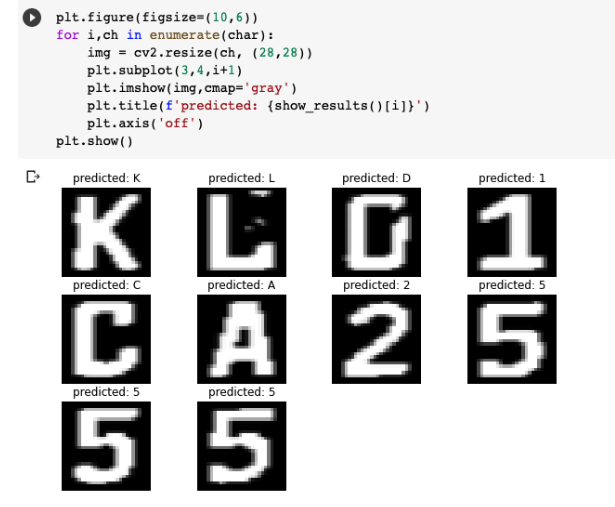 plt.figure(figsize=(10,6))
for i,ch in enumerate(char):
    img = cv2.resize(ch, (28,28))
    plt.subplot(3,4,i+1)
    plt.imshow(img,cmap='gray')
    plt.title(f'predicted: {show_results()[i]}')
    plt.axis('off')
plt.show()
predicted: K predicted: L predicted: D predicted: 1
K L D 1
predicted: C predicted: A predicted: 2 predicted: 5
C A 2 5
predicted: 5 predicted: 5
5 5